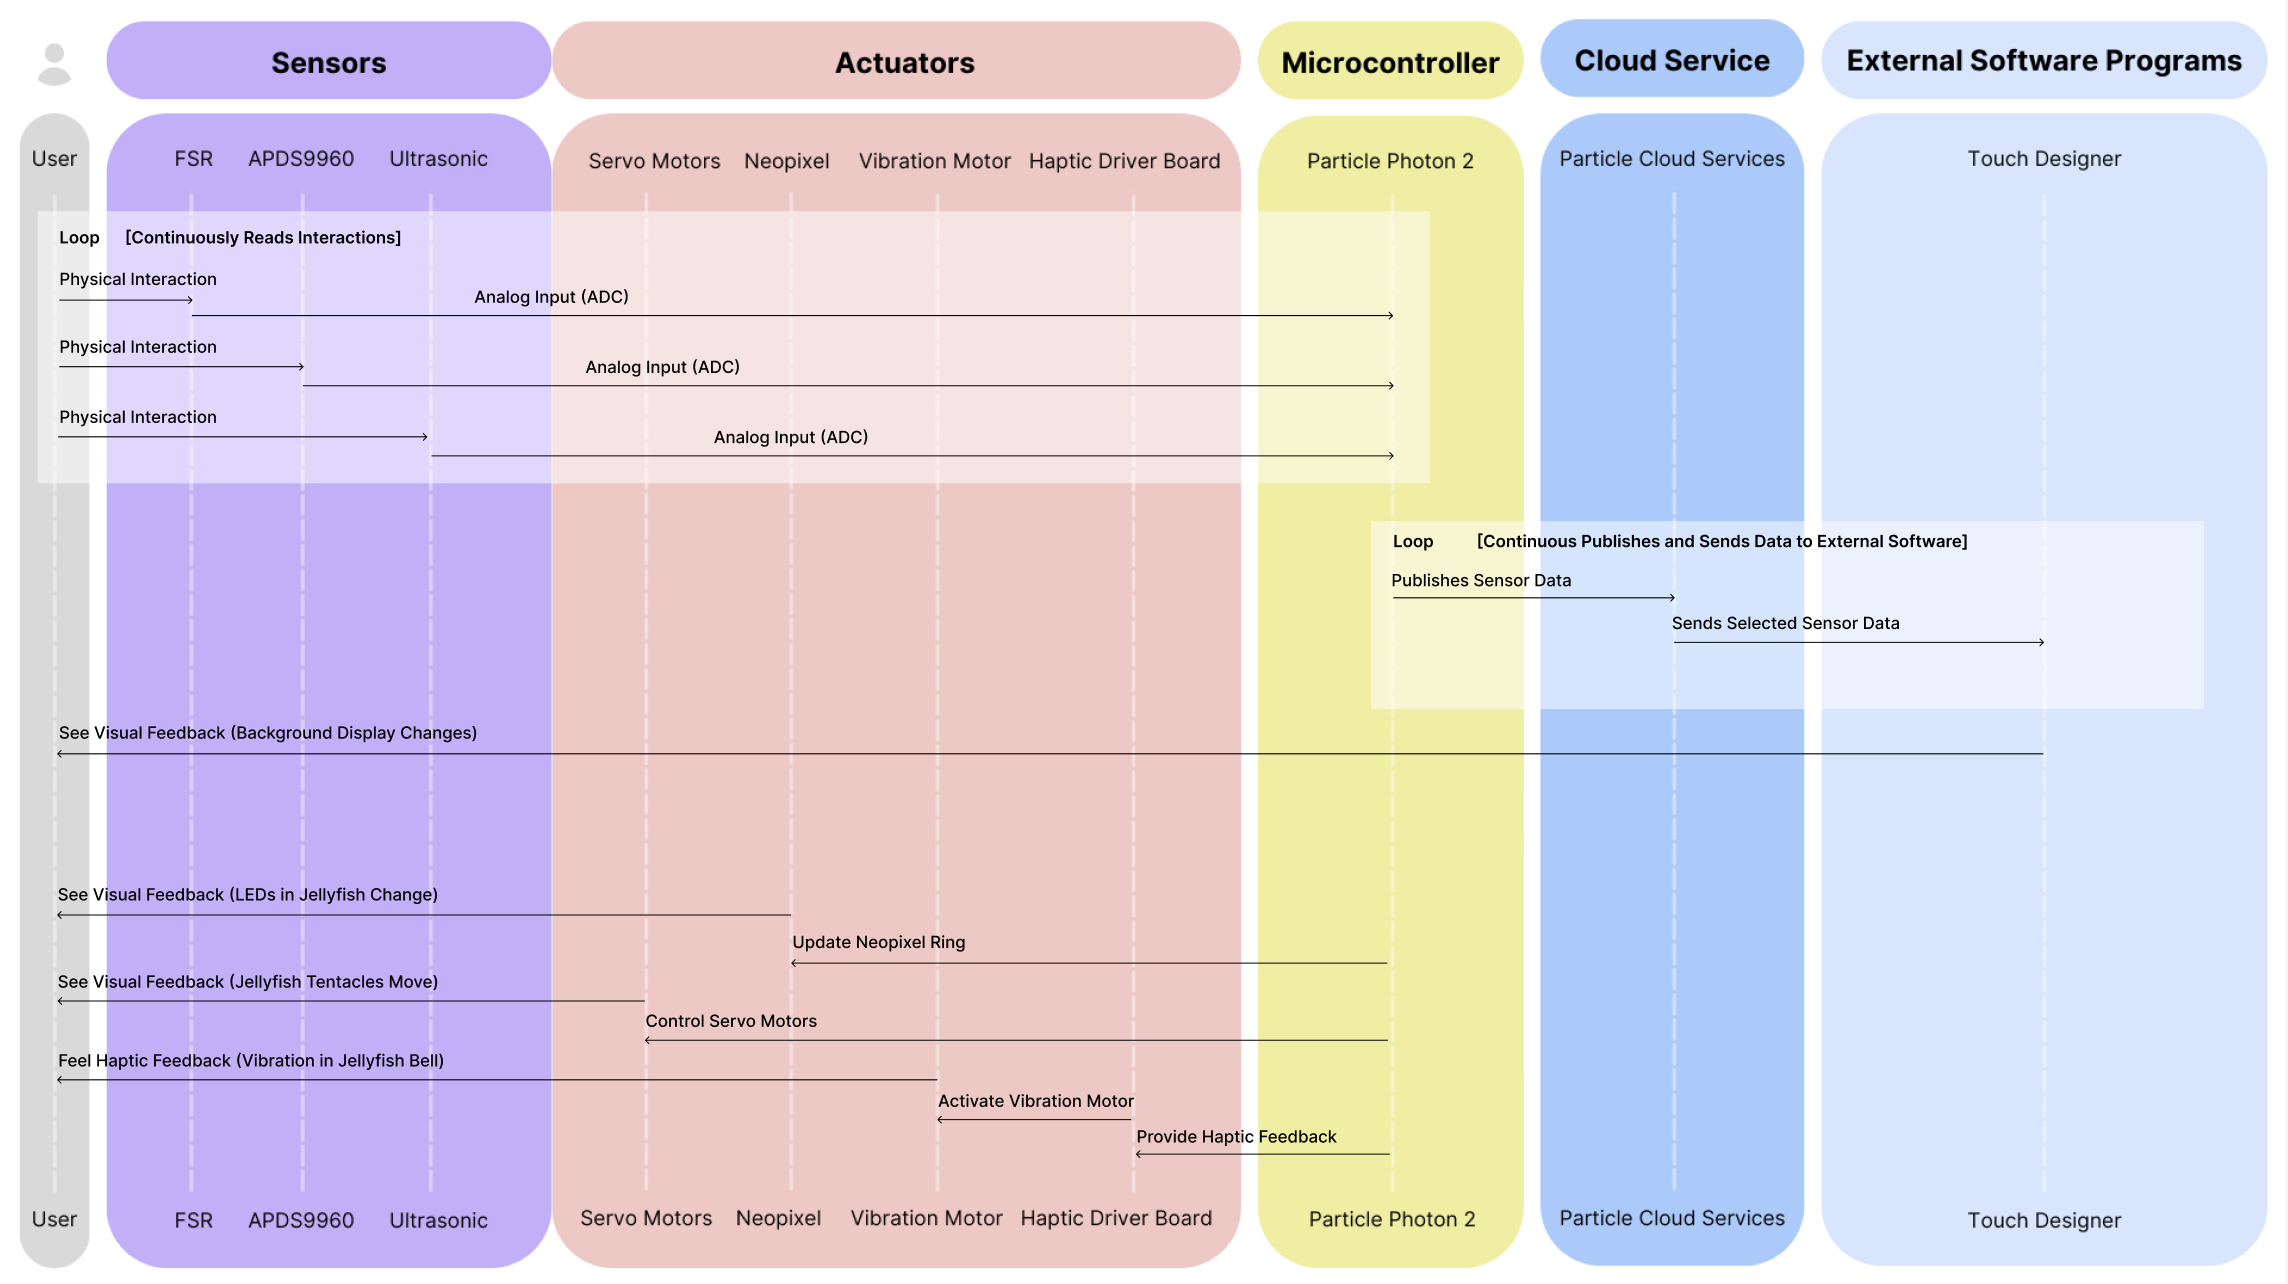 Sensors
Actuators
Microcontroller
Cloud Service
External Software Programs
User
FSR
APDS9960
Ultrasonic
Servo Motors
Neopixel
Vibration Motor
Haptic Driver Board
Particle Photon 2
Particle Cloud Services
Touch Designer
Loop [Continuously Reads Interactions]
Physical Interaction
Analog Input (ADC)
Physical Interaction
Analog Input (ADC)
Physical Interaction
Analog Input (ADC)
Loop [Continuous Publishes and Sends Data to External Software]
Publishes Sensor Data
Sends Selected Sensor Data
See Visual Feedback (Background Display Changes)
See Visual Feedback (LEDs in Jellyfish Change)
Update Neopixel Ring
See Visual Feedback (Jellyfish Tentacles Move)
Control Servo Motors
Feel Haptic Feedback (Vibration in Jellyfish Bell)
Activate Vibration Motor
Provide Haptic Feedback
User
FSR
APDS9960
Ultrasonic
Servo Motors
Neopixel
Vibration Motor
Haptic Driver Board
Particle Photon 2
Particle Cloud Services
Touch Designer